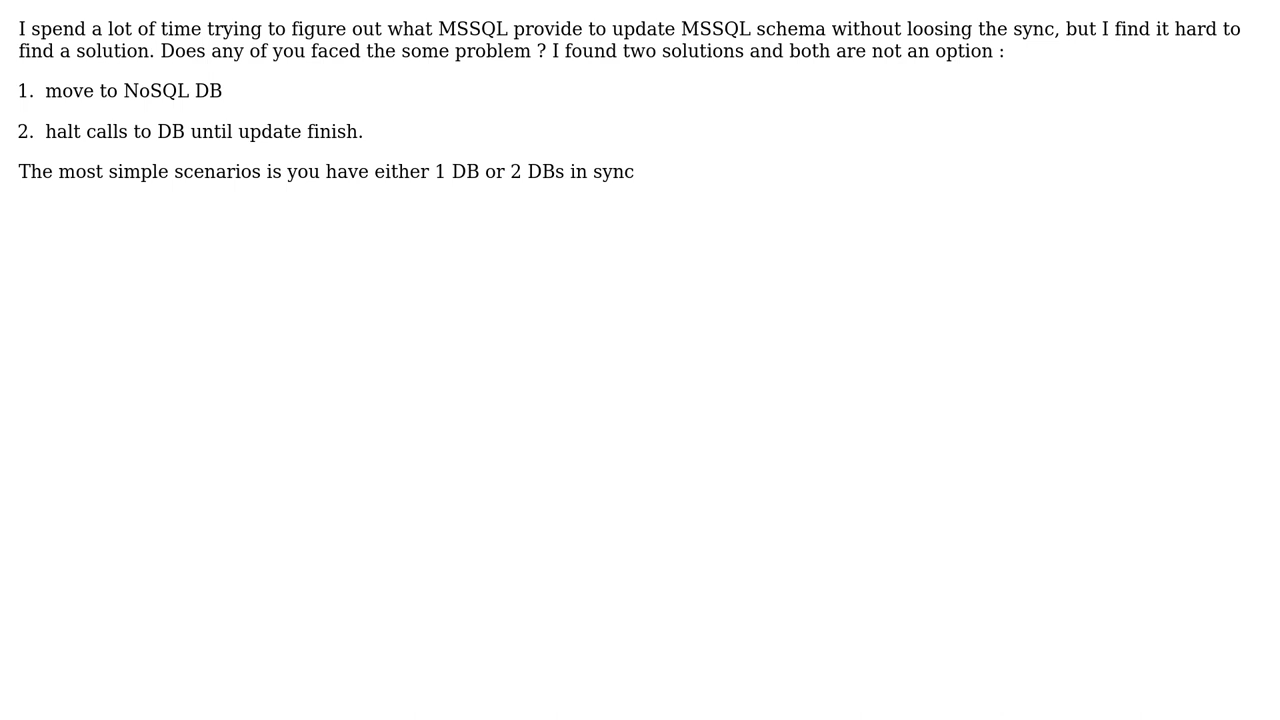 I spend a lot of time trying to figure out what MSSQL provide to update MSSQL schema without loosing the sync, but I find it hard to
find a solution. Does any of you faced the some problem ? I found two solutions and both are not an option :
1. move to NoSQL DB
2. halt calls to DB until update finish.
The most simple scenarios is you have either 1 DB or 2 DBs in sync